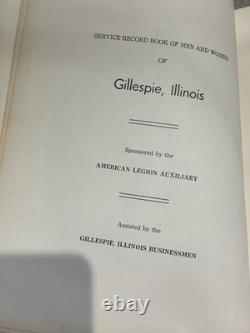 SERVICE RECORD BOOK OF MEN AND WOMEN
OF
Gillespie, Illinois
Sponsored by the
AMERICAN LEGION AUXILIARY
Assisted by the
GILLESPIE, ILLINOIS BUSINESSMEN
ebay